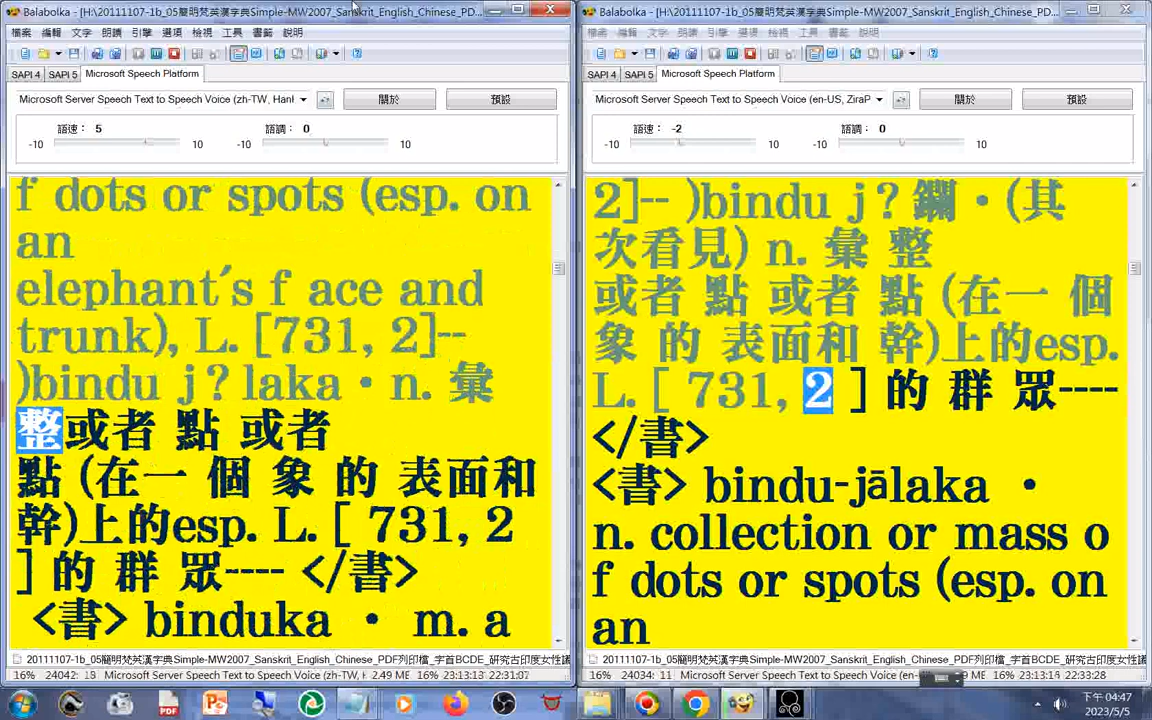 Balabolka - [H:\20111107-1b_05簡明梵英漢字典Simple-MW2007_Sanskrit_English_Chinese_PD...
檔案 編輯 文字 朗讀 引擎 選項 檢視 工具 書籤 說明
SAPI 4 SAPI 5 Microsoft Speech Platform
Microsoft Server Speech Text to Speech Voice (zh-TW, Hanl
關於 預設
語速： 5 語調： 0
-10 10 -10 10
f dots or spots (esp. on
an
elephant's f ace and
trunk), L. [731, 2]--
)bindu j? laka • n. 彙
整或者 點 或者
點 (在一 個 象 的 表面和
幹)上的esp. L. [ 731, 2
] 的 群 眾---- </書>
<書> binduka • m. a
20111107-1b_05簡明梵英漢字典Simple-MW2007_Sanskrit_English_Chinese_PDF列印檔_字首BCDE_研究古印度女性議
16% 24042: 18 Microsoft Server Speech Text to Speech Voice (zh-TW, H 2.49 ME 16% 23:13:13 22:31:07
Balabolka - [H:\20111107-1b_05簡明梵英漢字典Simple-MW2007_Sanskrit_English_Chinese_PD...
檔案 編輯 文字 朗讀 引擎 選項 檢視 工具 書籤 說明
SAPI 4 SAPI 5 Microsoft Speech Platform
Microsoft Server Speech Text to Speech Voice (en-US, ZiraP
關於 預設
語速： -2 語調： 0
-10 10 -10 10
2]-- )bindu j? 鑭 • (其
次看見) n. 彙 整
或者 點 或者 點 (在一 個
象 的 表面和 幹)上的esp.
L. [ 731, 2 ] 的 群 眾----
</書>
<書> bindu-jālaka •
n. collection or mass o
f dots or spots (esp. on
an
20111107-1b_05簡明梵英漢字典Simple-MW2007_Sanskrit_English_Chinese_PDF列印檔_字首BCDE_研究古印度女性議
16% 24034: 11 Microsoft Server Speech Text to Speech Voice (en-US 16% 23:13:16 22:33:28
下午 04:47
2023/5/5